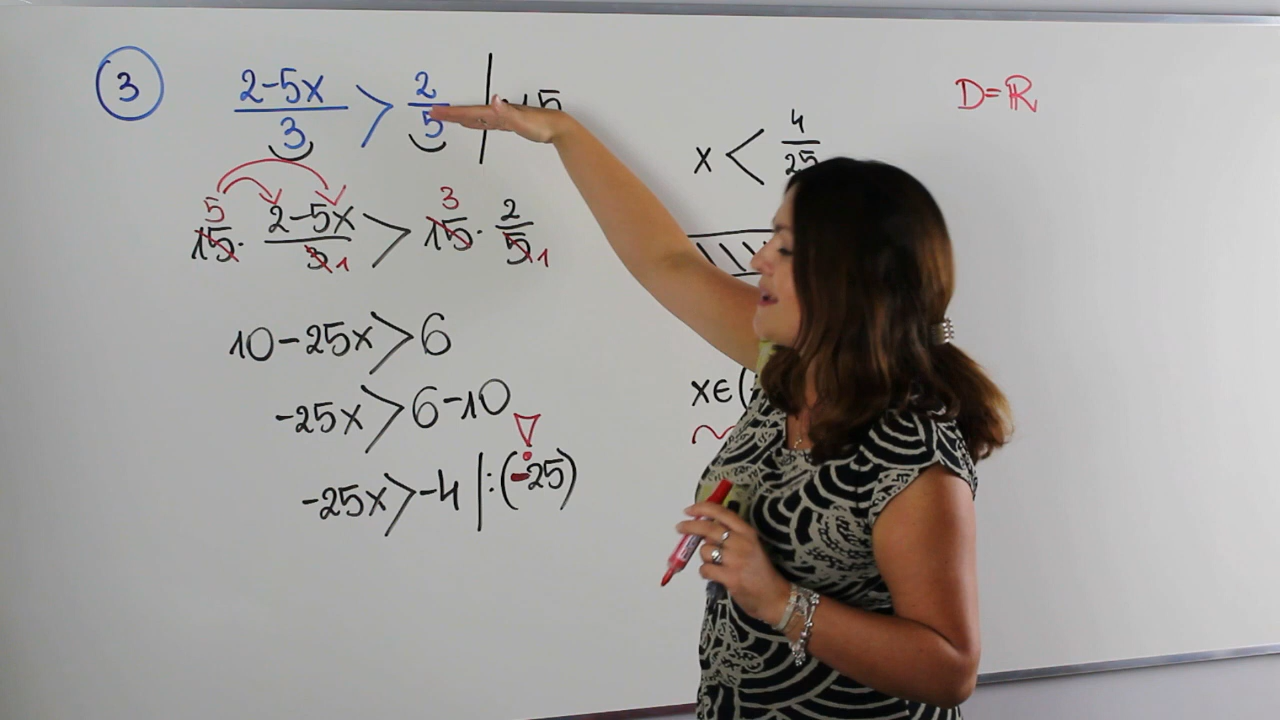 3
2-5x/3 > 2/5 | ·15
5 3
15 · 2-5x/3 1 > 15 · 2/5 1
10-25x > 6
-25x > 6-10
-25x > -4 | :(-25)
x < 4/25
x∈(
D=ℝ